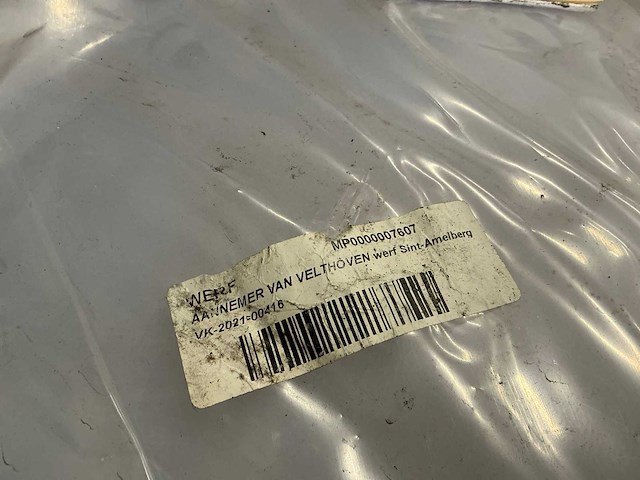 WERF MP0000007607
AANNEMER VAN VELTHOVEN werf Sint-Amelberg
VK-2021-00416